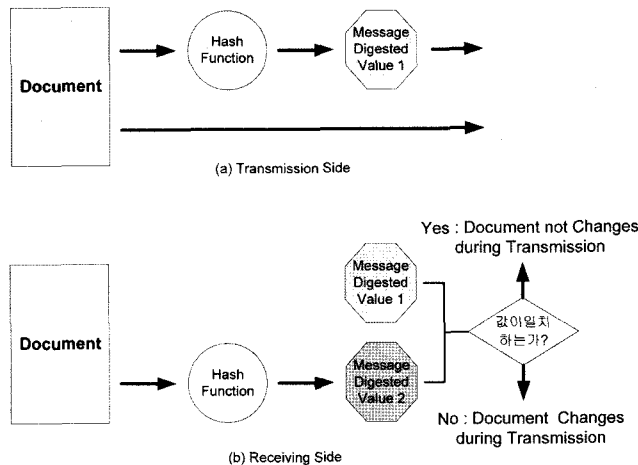 Document
Hash
Function
Message
Digested
Value 1
(a) Transmission Side
Yes : Document not Changes
during Transmission
Document
Message
Digested
Value 1
값이일치
하는가?
Hash
Function
Message
Digested
Value 2
No : Document Changes
during Transmission
(b) Receiving Side